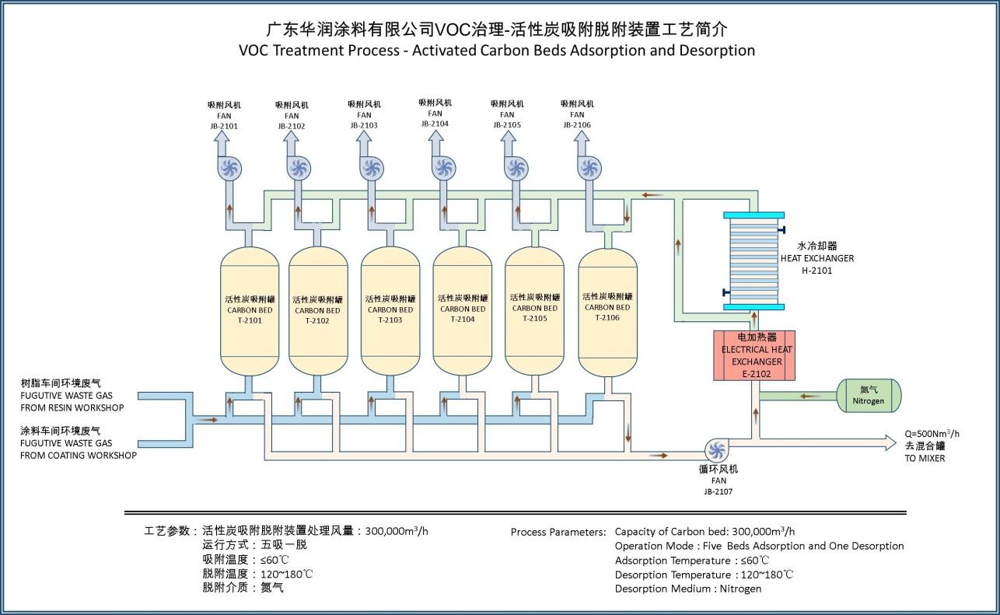 广东华润涂料有限公司VOC治理-活性炭吸附脱附装置工艺简介
VOC Treatment Process - Activated Carbon Beds Adsorption and Desorption
吸附风机
FAN
JB-2101
吸附风机
FAN
JB-2102
吸附风机
FAN
JB-2103
吸附风机
FAN
JB-2104
吸附风机
FAN
JB-2105
吸附风机
FAN
JB-2106
水冷却器
HEAT EXCHANGER
H-2101
活性炭吸附罐
CARBON BED
T-2101
活性炭吸附罐
CARBON BED
T-2102
活性炭吸附罐
CARBON BED
T-2103
活性炭吸附罐
CARBON BED
T-2104
活性炭吸附罐
CARBON BED
T-2105
活性炭吸附罐
CARBON BED
T-2106
电加热器
ELECTRICAL HEAT
EXCHANGER
E-2102
树脂车间环境废气
FUGUTIVE WASTE GAS
FROM RESIN WORKSHOP
氮气
Nitrogen
涂料车间环境废气
FUGUTIVE WASTE GAS
FROM COATING WORKSHOP
Q=500Nm³/h
去混合罐
TO MIXER
循环风机
FAN
JB-2107
工艺参数：活性炭吸附脱附装置处理风量：300,000m³/h
运行方式：五吸一脱
吸附温度：≤60℃
脱附温度：120~180℃
脱附介质：氮气
Process Parameters: Capacity of Carbon bed: 300,000m³/h
Operation Mode : Five Beds Adsorption and One Desorption
Adsorption Temperature : ≤60℃
Desorption Temperature : 120~180℃
Desorption Medium : Nitrogen